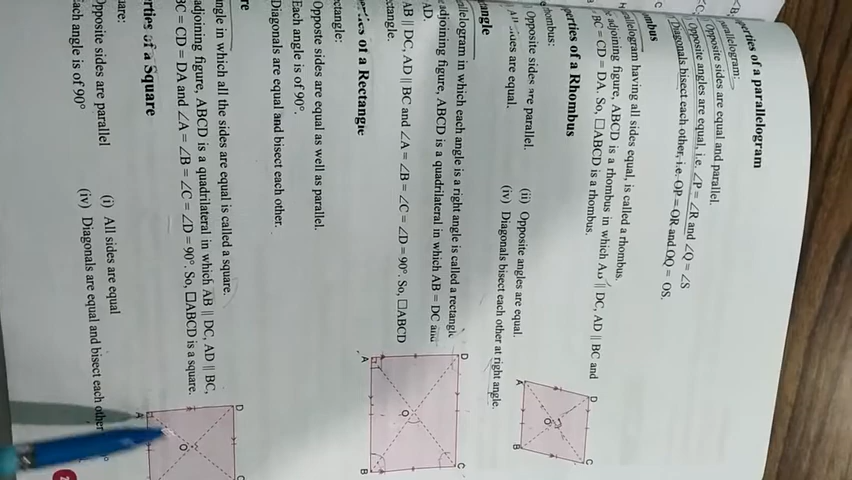 ∠B,
∠C
erties of a parallelogram
parallelogram:
Opposite sides are equal and parallel.
Opposite angles are equal, i.e. ∠P = ∠R and ∠Q = ∠S
Diagonals bisect each other, i.e. OP = OR and OQ = OS.
mbus
rallelogram having all sides equal, is called a rhombus.
adjoining figure, ABCD is a rhombus in which AB || DC, AD || BC and
BC = CD = DA. So, □ABCD is a rhombus.
perties of a Rhombus
ombus:
Opposite sides are parallel. (ii) Opposite angles are equal.
All sides are equal. (iv) Diagonals bisect each other at right angle.
angle
allelogram in which each angle is a right angle is called a rectangle
adjoining figure, ABCD is a quadrilateral in which AB = DC and
AD,
AB || DC, AD || BC and ∠A = ∠B = ∠C = ∠D = 90°. So, □ABCD
ctangle.
erties of a Rectangle
ctangle:
Opposte sides are equal as well as parallel.
Each angle is of 90°.
Diagonals are equal and bisect each other.
re
angle in which all the sides are equal is called a square.
adjoining figure, ABCD is a quadrilateral in which AB || DC, AD || BC,
BC = CD = DA and ∠A = ∠B = ∠C = ∠D = 90°. So, □ABCD is a square.
erties of a Square
uare:
Opposite sides are parallel (i) All sides are equal
Each angle is of 90° (iv) Diagonals are equal and bisect each other
A D
O
B C
A D
O
B C
A D
O
C